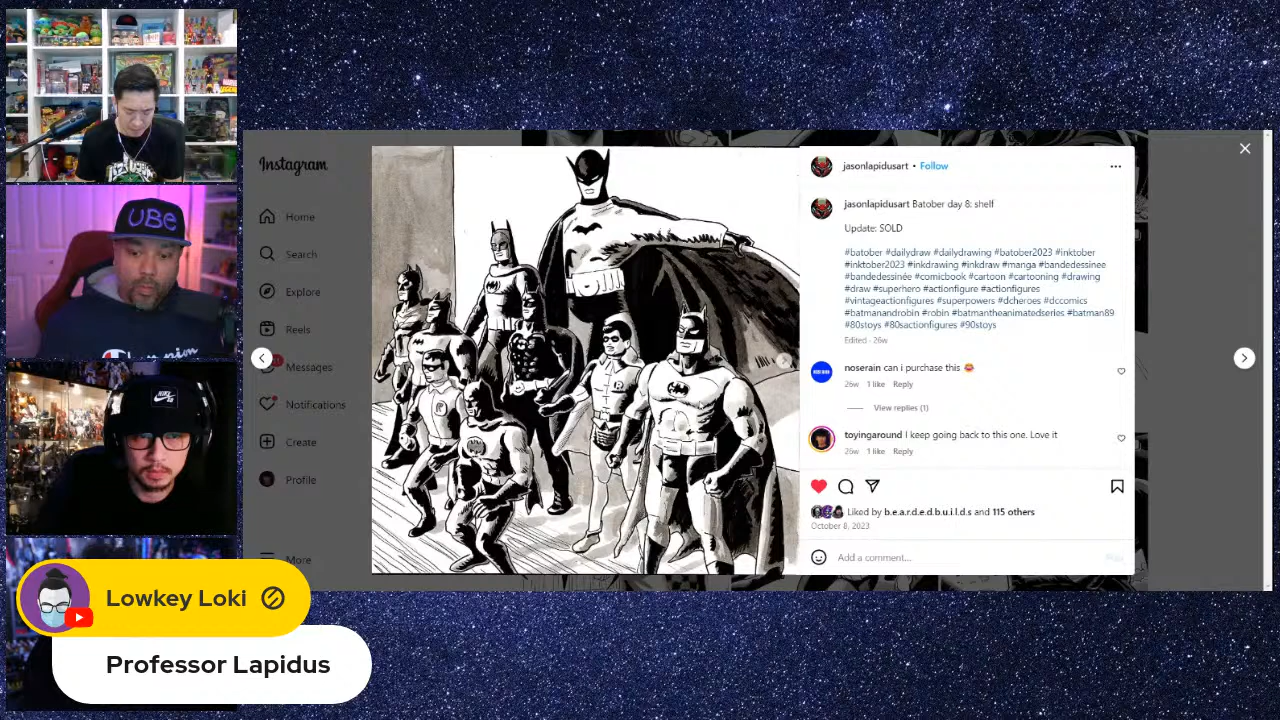 UBe
Champion
NIKE
Instagram
Home
Search
Explore
Reels
Messages
Notifications
Create
Profile
More
jasonlapidusart • Follow
jasonlapidusart Batober day 8: shelf
Update: SOLD
#batober #dailydraw #dailydrawing #batober2023 #inktober
#inktober2023 #inkdrawing #inkdraw #manga #bandedessinee
#bandedessinée #comicbook #cartoon #cartooning #drawing
#draw #superhero #actionfigure #actionfigures
#vintageactionfigures #superpowers #dcheroes #dccomics
#batmanandrobin #robin #batmantheanimatedseries #batman89
#80stoys #80sactionfigures #90stoys
Edited · 26w
noserain can i purchase this
26w 1 like Reply
View replies (1)
toyingaround I keep going back to this one. Love it
26w 1 like Reply
Liked by b.e.a.r.d.e.d.b.u.i.l.d.s and 115 others
October 8, 2023
Add a comment...
Lowkey Loki
Professor Lapidus